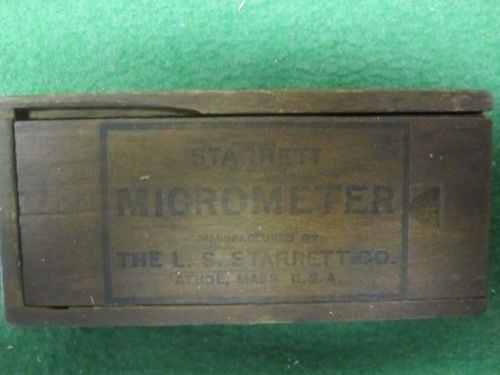 STARRETT
MICROMETER
MANUFACTURED BY
THE L. S. STARRETT CO.
ATHOL, MASS. U.S.A.